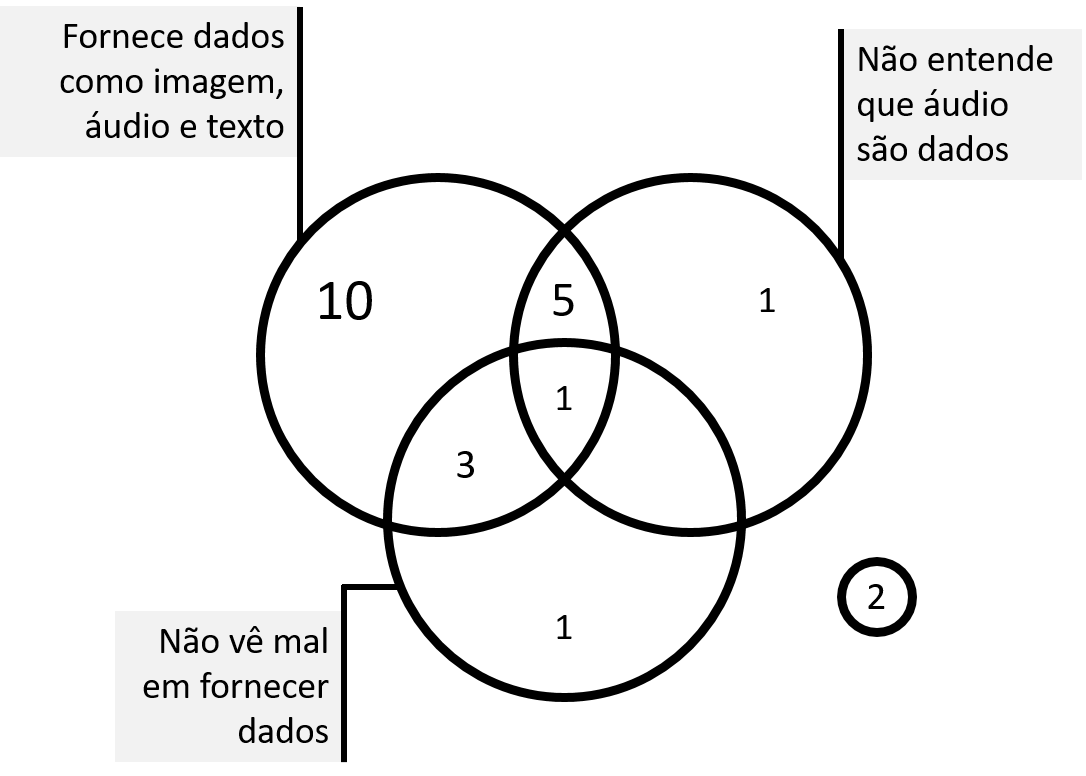 Fornece dados
como imagem,
áudio e texto
Não entende
que áudio
são dados
10
5
1
1
3
1
2
Não vê mal
em fornecer
dados